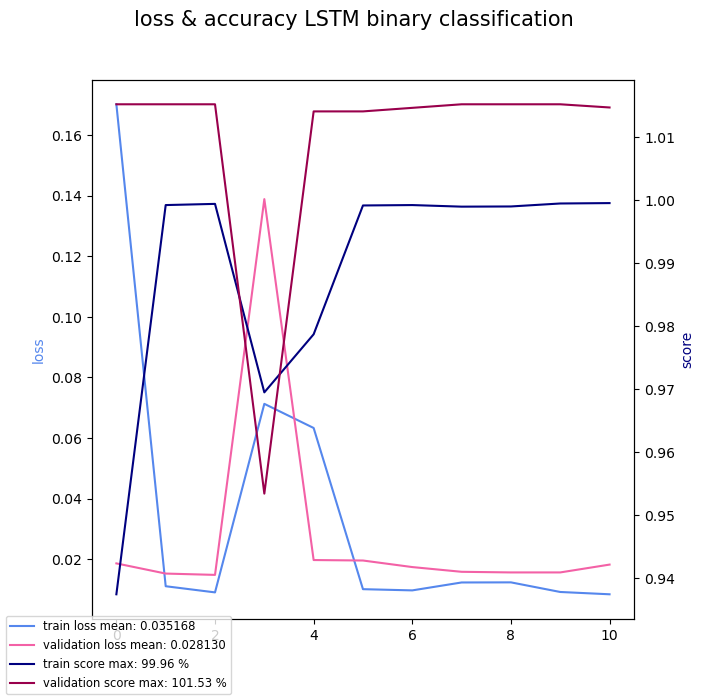 loss & accuracy LSTM binary classification
0.16
0.14
0.12
0.10
0.08
0.06
0.04
0.02
loss
1.01
1.00
0.99
0.98
0.97
0.96
0.95
0.94
score
0 2 4 6 8 10
train loss mean: 0.035168
validation loss mean: 0.028130
train score max: 99.96 %
validation score max: 101.53 %